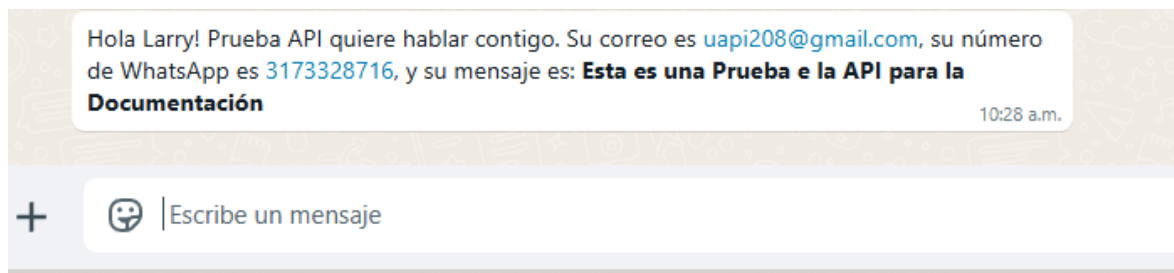 Hola Larry! Prueba API quiere hablar contigo. Su correo es uapi208@gmail.com, su número
de WhatsApp es 3173328716, y su mensaje es: Esta es una Prueba e la API para la
Documentación
10:28 a.m.
Escribe un mensaje